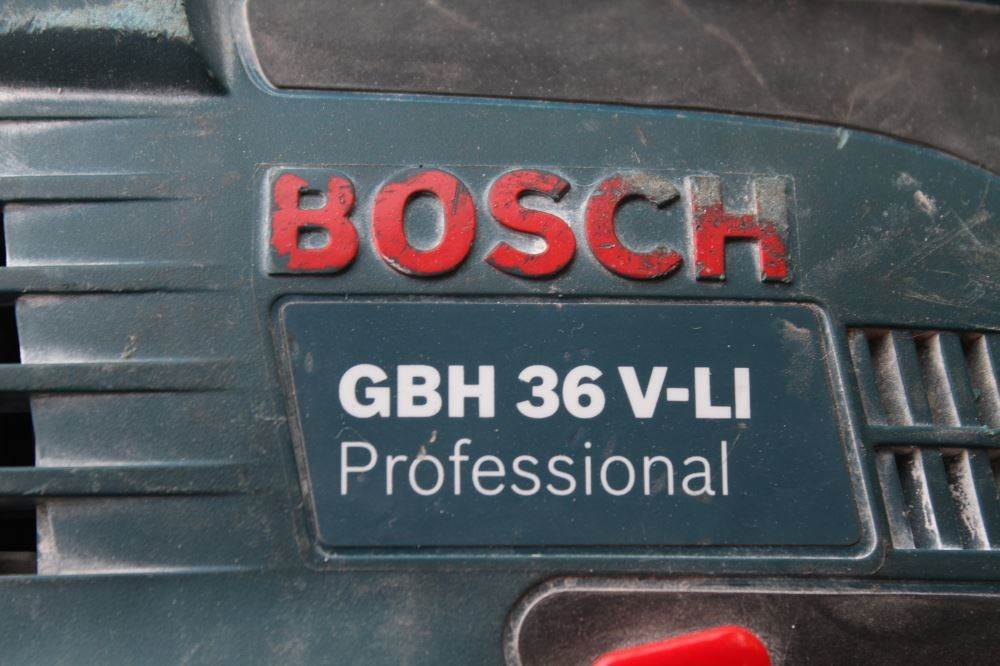 BOSCH
GBH 36 V-LI
Professional